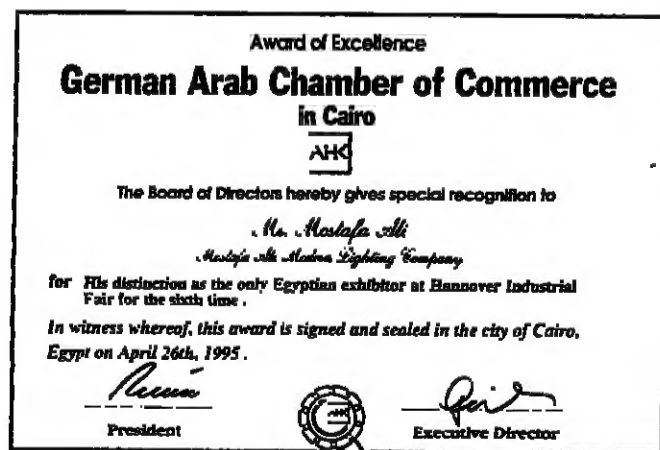 Award of Excellence
German Arab Chamber of Commerce
in Cairo
AHK
The Board of Directors hereby gives special recognition to
Mr. Mostafa Ali
Mostafa Ali Modern Lighting Company
for His distinction as the only Egyptian exhibitor at Hannover Industrial
Fair for the sixth time .
In witness whereof, this award is signed and sealed in the city of Cairo,
Egypt on April 26th, 1995 .
AHK
President Executive Director